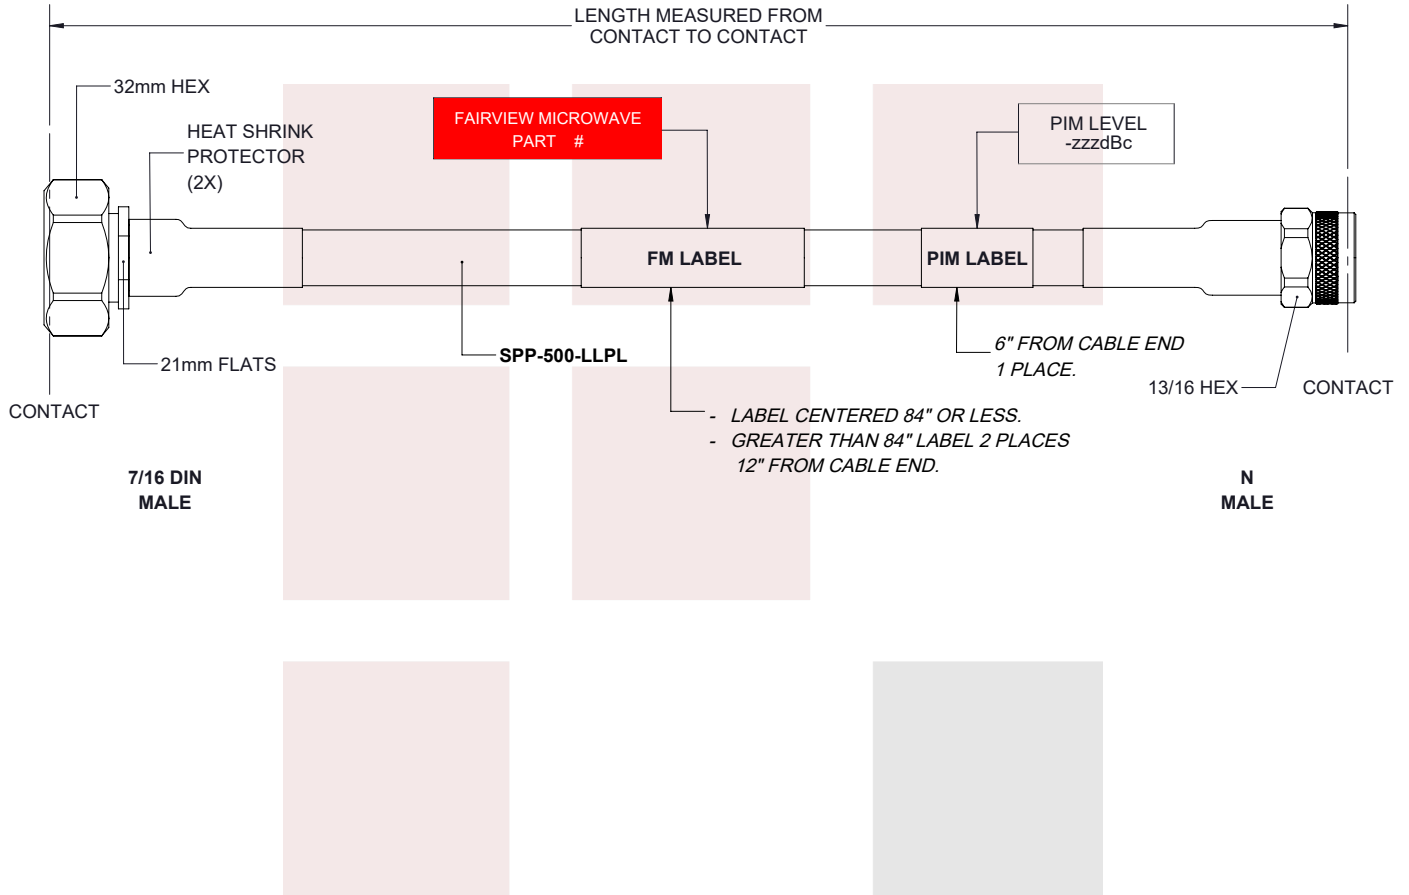 LENGTH MEASURED FROM
CONTACT TO CONTACT
32mm HEX
HEAT SHRINK
PROTECTOR
(2X)
FAIRVIEW MICROWAVE
PART #
PIM LEVEL
-zzzdBc
FM LABEL
PIM LABEL
21mm FLATS
SPP-500-LLPL
6" FROM CABLE END
1 PLACE.
13/16 HEX
CONTACT
CONTACT
- LABEL CENTERED 84" OR LESS.
- GREATER THAN 84" LABEL 2 PLACES
12" FROM CABLE END.
7/16 DIN
MALE
N
MALE